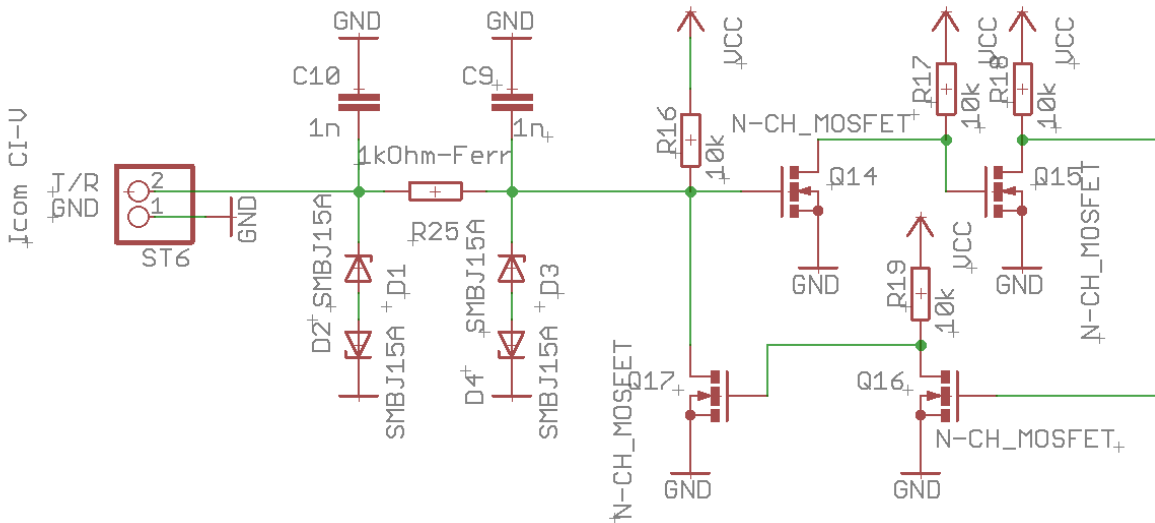 GND
GND
VCC
VCC
VCC
C10
1n
C9
1n
R16
10k
R17
10k
R18
10k
N-CH_MOSFET
1kOhm-Ferr
Icom CI-V
T/R
GND
2
1
GND
ST6
R25
Q14
Q15
N-CH_MOSFET
GND
GND
VCC
R19
10k
SMBJ15A
D1
D2
SMBJ15A
SMBJ15A
D3
D4
SMBJ15A
Q17
N-CH_MOSFET
Q16
N-CH_MOSFET
GND
GND